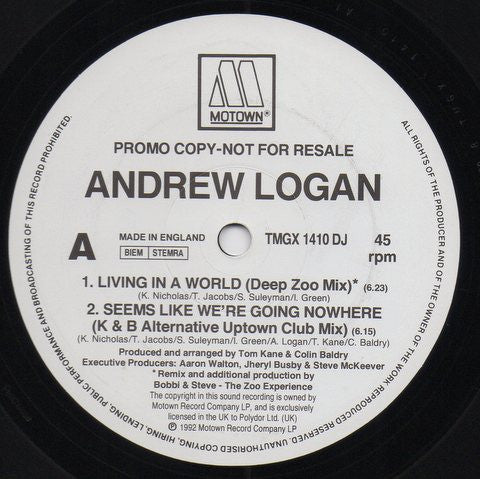 MOTOWN®
PROMO COPY-NOT FOR RESALE
ANDREW LOGAN
A
MADE IN ENGLAND
BIEM STEMRA
TMGX 1410 DJ
45
rpm
1. LIVING IN A WORLD (Deep Zoo Mix)* (6.23)
(K. Nicholas/T. Jacobs/S. Suleyman/I. Green)
2. SEEMS LIKE WE'RE GOING NOWHERE
(K & B Alternative Uptown Club Mix) (6.15)
K. Nicholas/T. Jacobs/S. Suleyman/I. Green/A. Logan/T. Kane/C. Baldry)
Produced and arranged by Tom Kane & Colin Baldry
Executive Producers: Aaron Walton, Jheryl Busby & Steve McKeever
* Remix and additional production by
Bobbi & Steve - The Zoo Experience
The copyright in this sound recording is owned by
Motown Record Company LP, and is exclusively
licensed in the UK to Polydor Ltd. (UK)
Ⓟ 1992 Motown Record Company LP
ALL RIGHTS OF THE PRODUCER AND OF THE OWNER OF THE WORK REPRODUCED RESERVED. UNAUTHORISED COPYING, HIRING, LENDING, PUBLIC PERFORMANCE AND BROADCASTING OF THIS RECORD PROHIBITED.